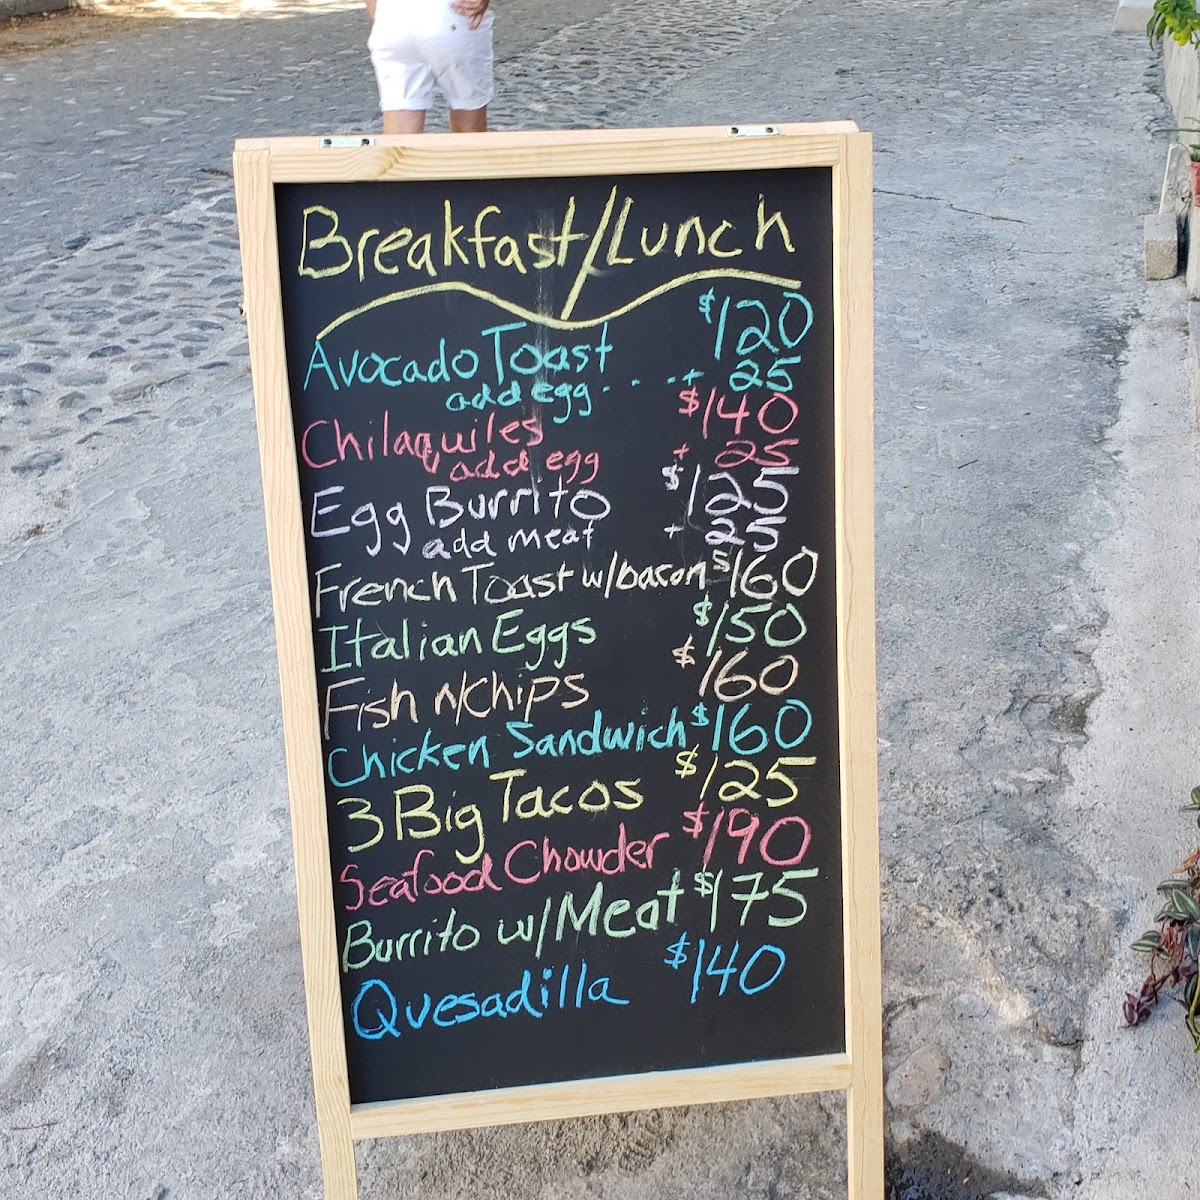 Breakfast/Lunch
Avocado Toast $120
add egg - - - - + 25
Chilaquiles $140
add egg + 25
Egg Burrito $125
add meat + 25
French Toast w/bacon $160
Italian Eggs $150
Fish n/Chips $160
Chicken Sandwich $160
3 Big Tacos $125
Seafood Chowder $190
Burrito w/Meat $175
Quesadilla $140